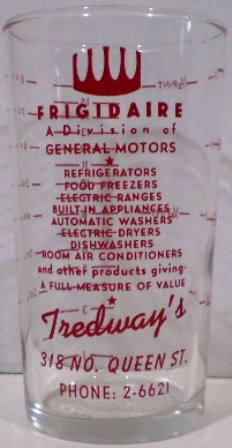 FRIGIDAIRE
A Division of
GENERAL MOTORS
REFRIGERATORS
FOOD FREEZERS
ELECTRIC RANGES
BUILT-IN APPLIANCES
AUTOMATIC WASHERS
ELECTRIC DRYERS
DISHWASHERS
ROOM AIR CONDITIONERS
and other products giving
A FULL MEASURE OF VALUE
Tredway's
318 NO. QUEEN ST.
PHONE: 2-6621